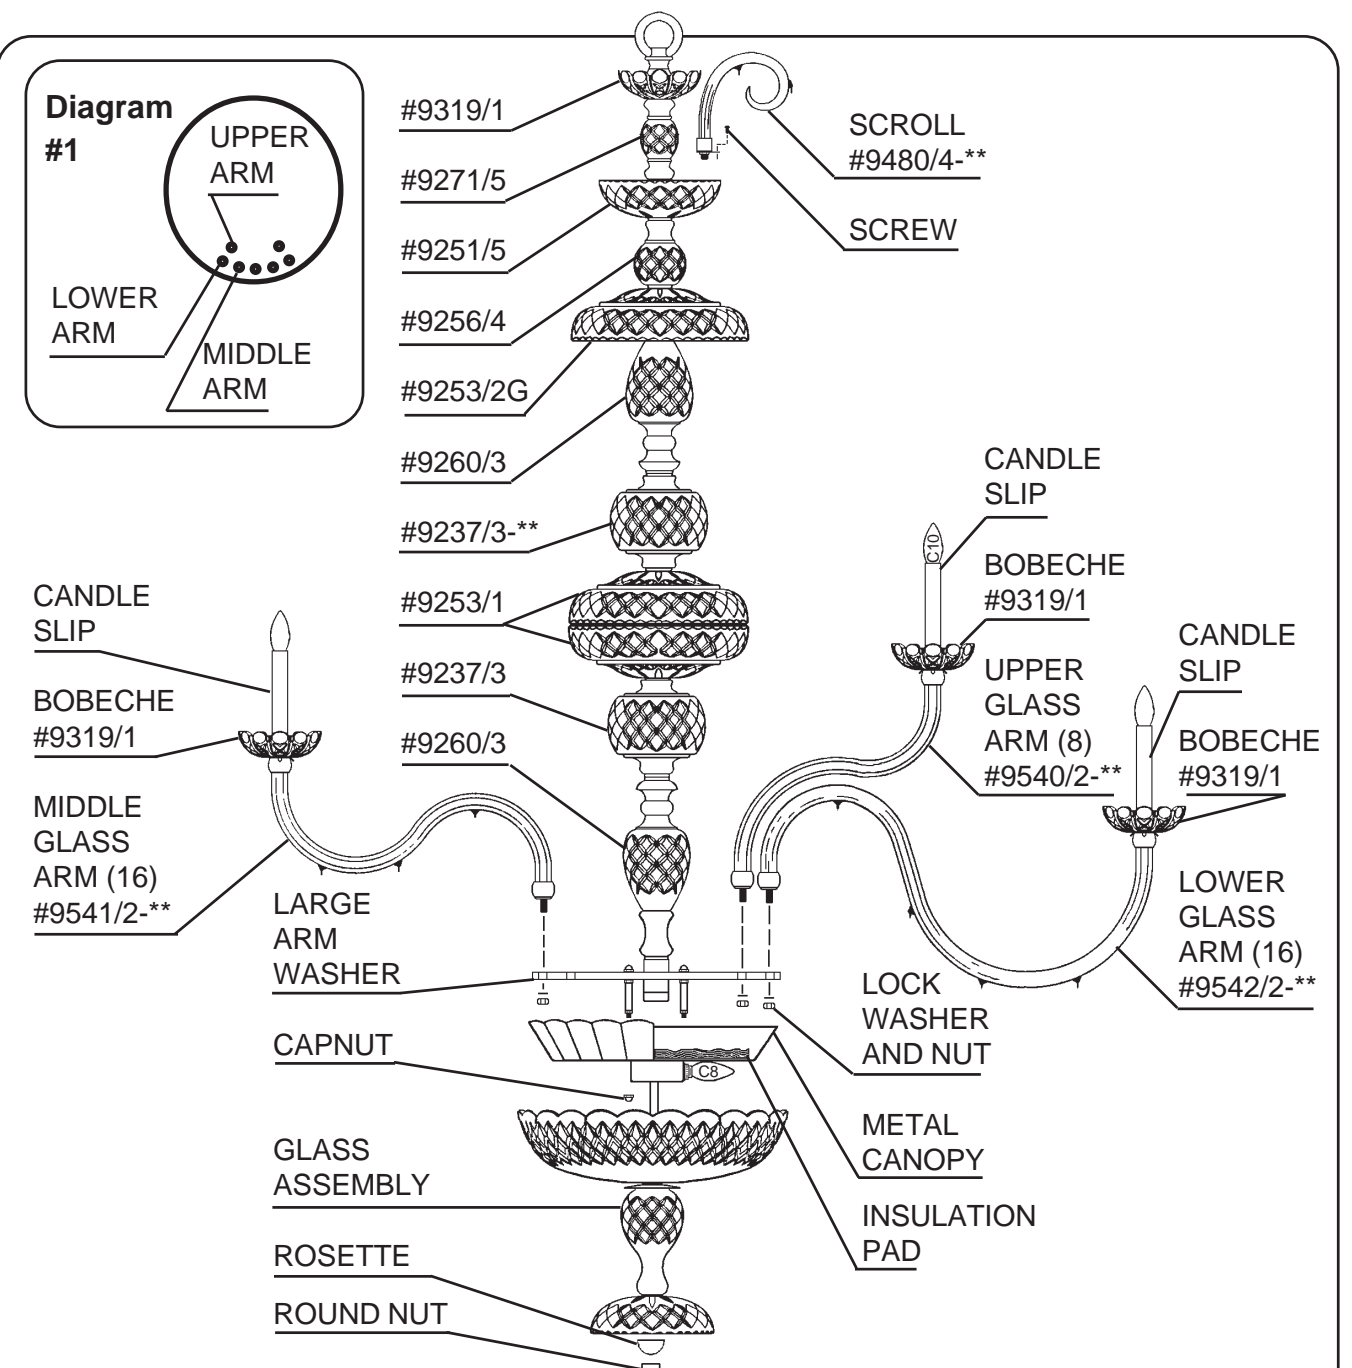 Diagram
#1
UPPER
ARM
LOWER
ARM
MIDDLE
ARM
#9319/1
#9271/5
#9251/5
#9256/4
#9253/2G
#9260/3
#9237/3-**
#9253/1
#9237/3
#9260/3
SCROLL
#9480/4-**
SCREW
CANDLE
SLIP
BOBECHE
#9319/1
MIDDLE
GLASS
ARM (16)
#9541/2-**
CANDLE
SLIP
C10
BOBECHE
#9319/1
UPPER
GLASS
ARM (8)
#9540/2-**
CANDLE
SLIP
BOBECHE
#9319/1
LOWER
GLASS
ARM (16)
#9542/2-**
LARGE
ARM
WASHER
LOCK
WASHER
AND NUT
CAPNUT
C8
METAL
CANOPY
GLASS
ASSEMBLY
INSULATION
PAD
ROSETTE
ROUND NUT